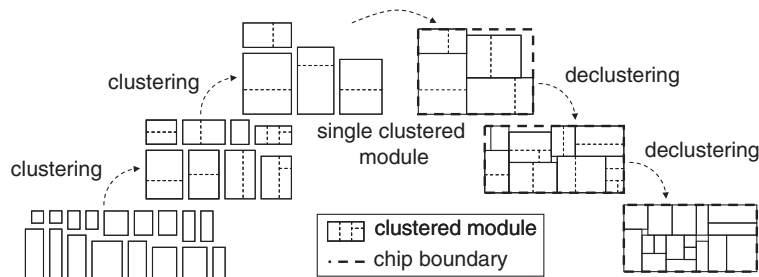 clustering
clustering
single clustered
module
declustering
declustering
clustered module
chip boundary